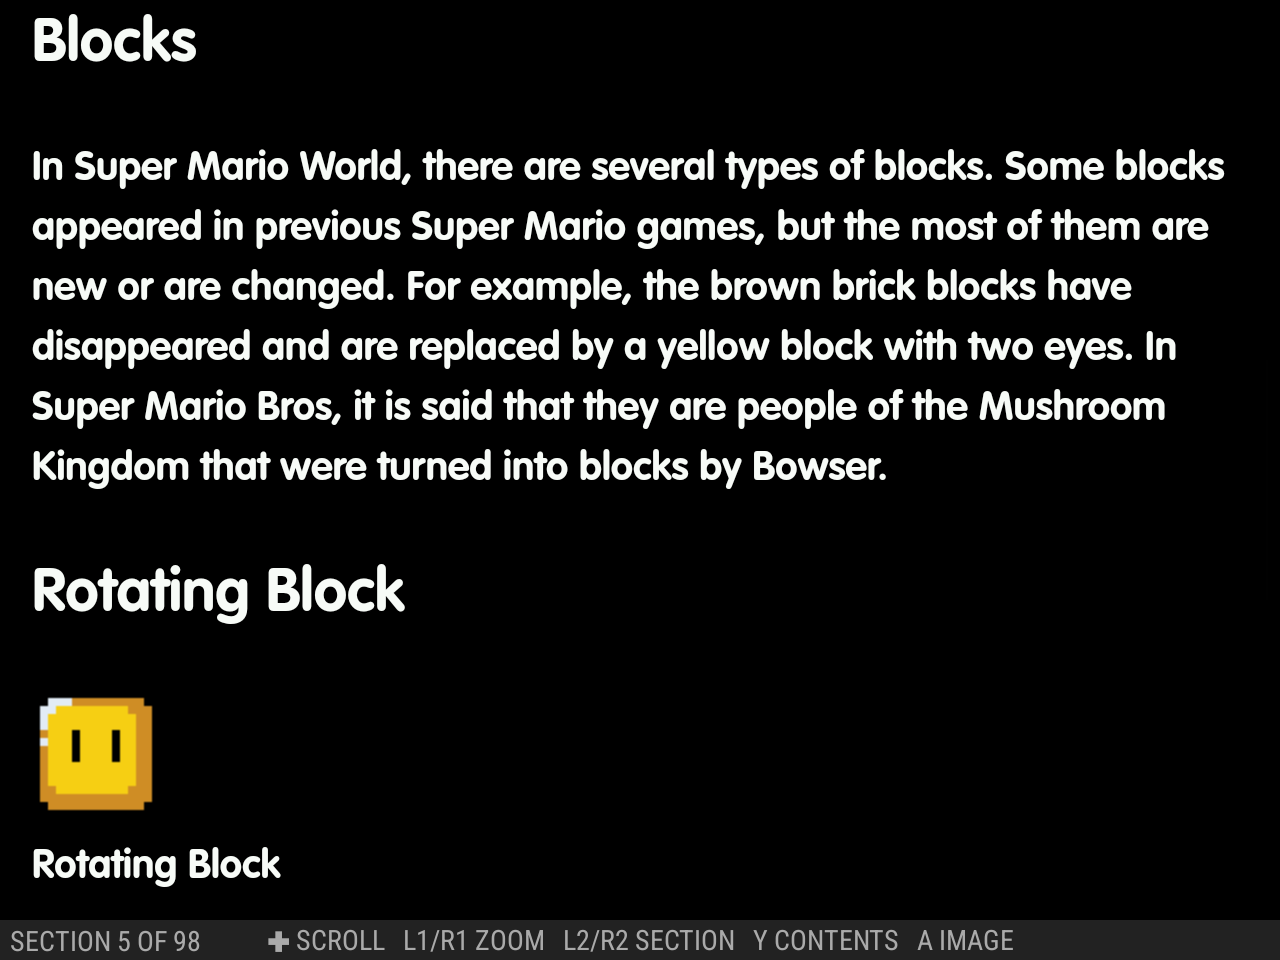 Blocks
In Super Mario World, there are several types of blocks. Some blocks
appeared in previous Super Mario games, but the most of them are
new or are changed. For example, the brown brick blocks have
disappeared and are replaced by a yellow block with two eyes. In
Super Mario Bros, it is said that they are people of the Mushroom
Kingdom that were turned into blocks by Bowser.
Rotating Block
Rotating Block
SECTION 5 OF 98 SCROLL L1/R1 ZOOM L2/R2 SECTION Y CONTENTS A IMAGE